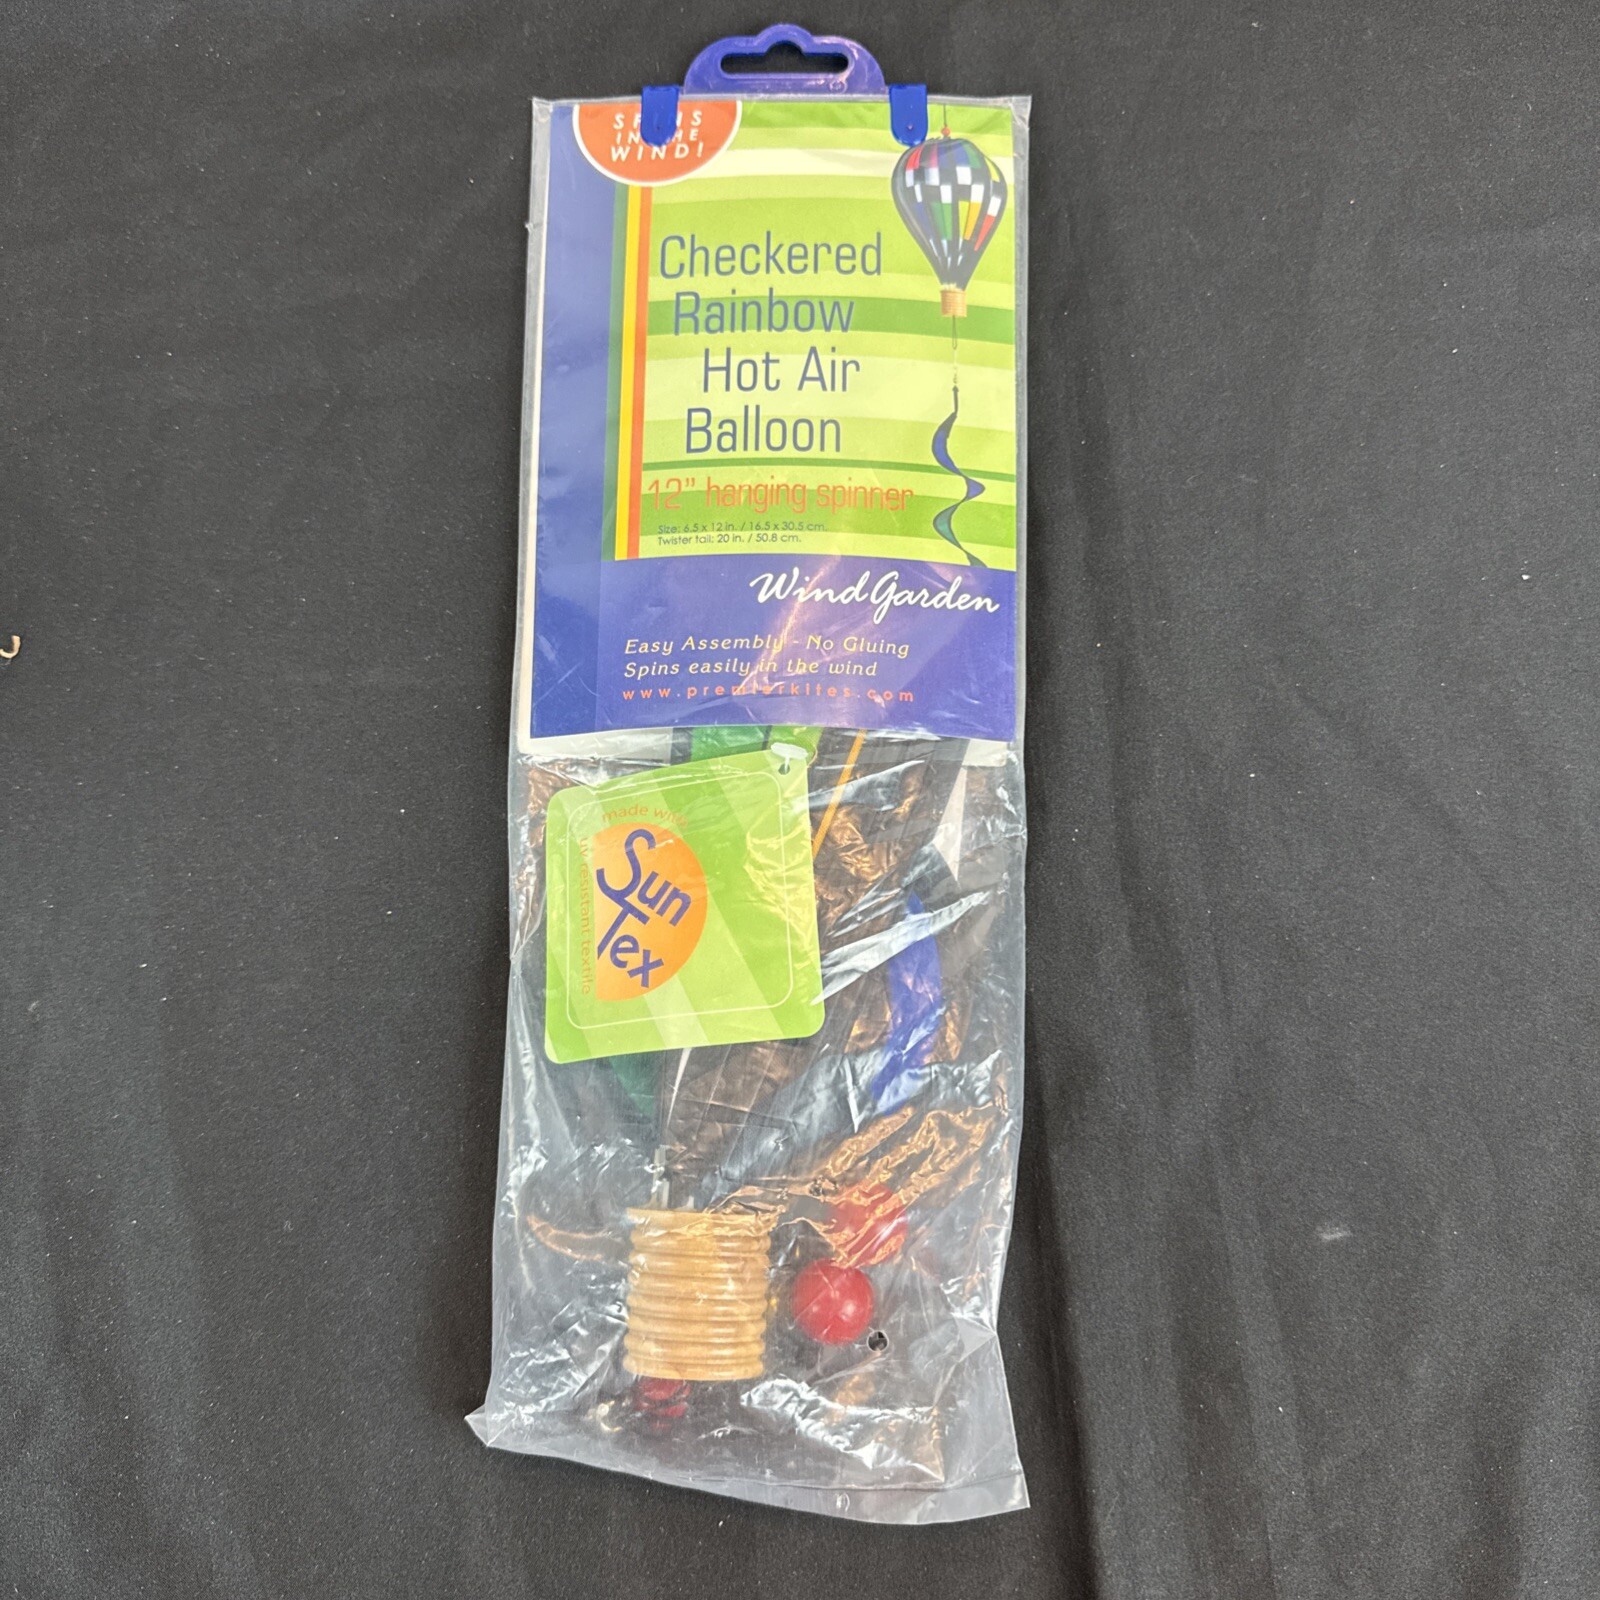 SPINS
IN THE
WIND!
Checkered
Rainbow
Hot Air
Balloon
12” hanging spinner
Size: 6.5 x 12 in. / 16.5 x 30.5 cm.
Twister tail: 20 in. / 50.8 cm.
WindGarden
Easy Assembly - No Gluing
Spins easily in the wind
www.premierkites.com
made with
Sun
Tex
uv resistant textile